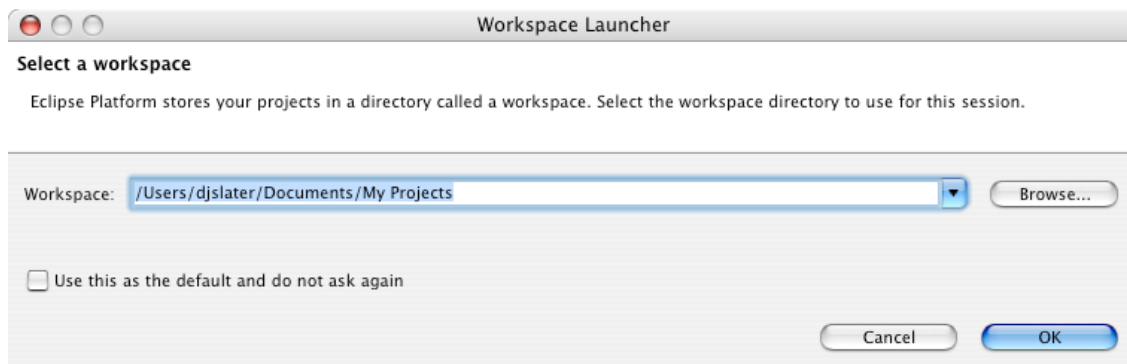 Workspace Launcher
Select a workspace
Eclipse Platform stores your projects in a directory called a workspace. Select the workspace directory to use for this session.
Workspace: /Users/djslater/Documents/My Projects Browse...
Use this as the default and do not ask again
Cancel OK